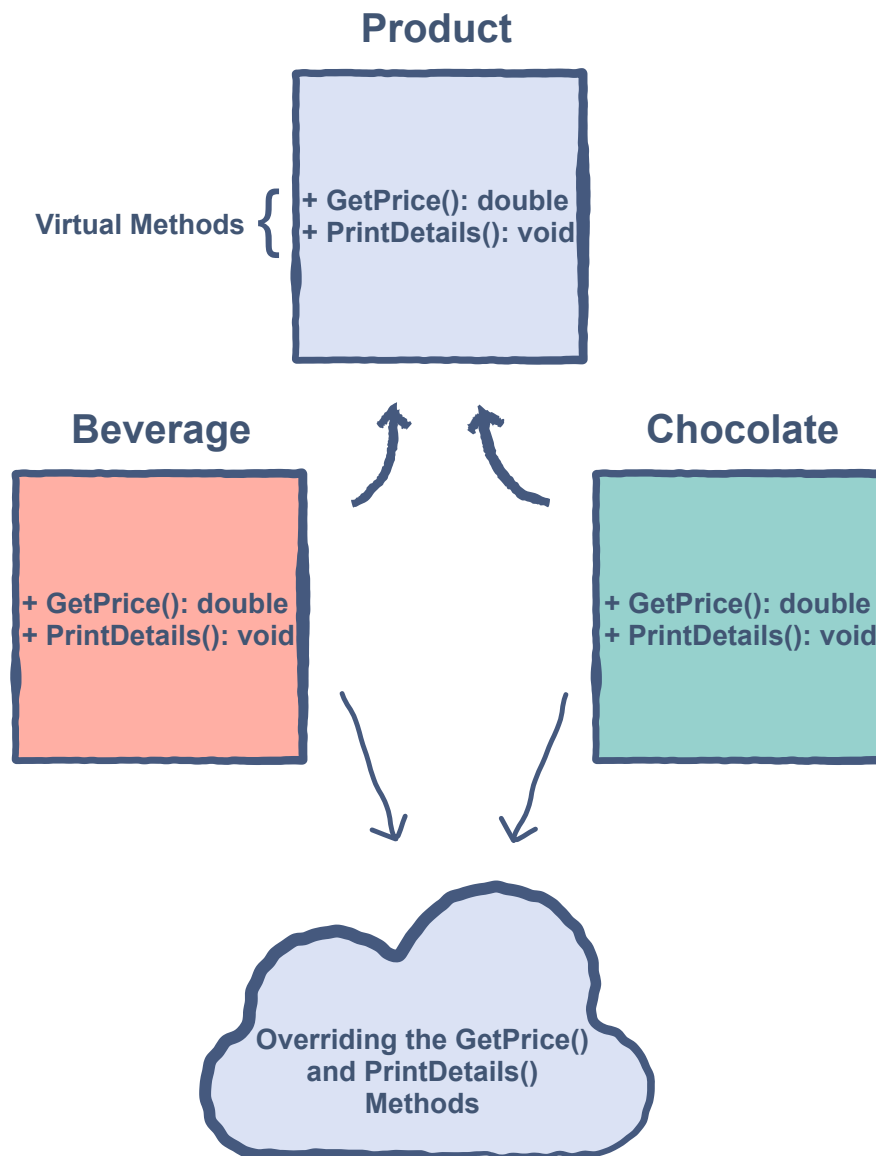 Product
Virtual Methods {
+ GetPrice(): double
+ PrintDetails(): void
Beverage
+ GetPrice(): double
+ PrintDetails(): void
Chocolate
+ GetPrice(): double
+ PrintDetails(): void
Overriding the GetPrice()
and PrintDetails()
Methods